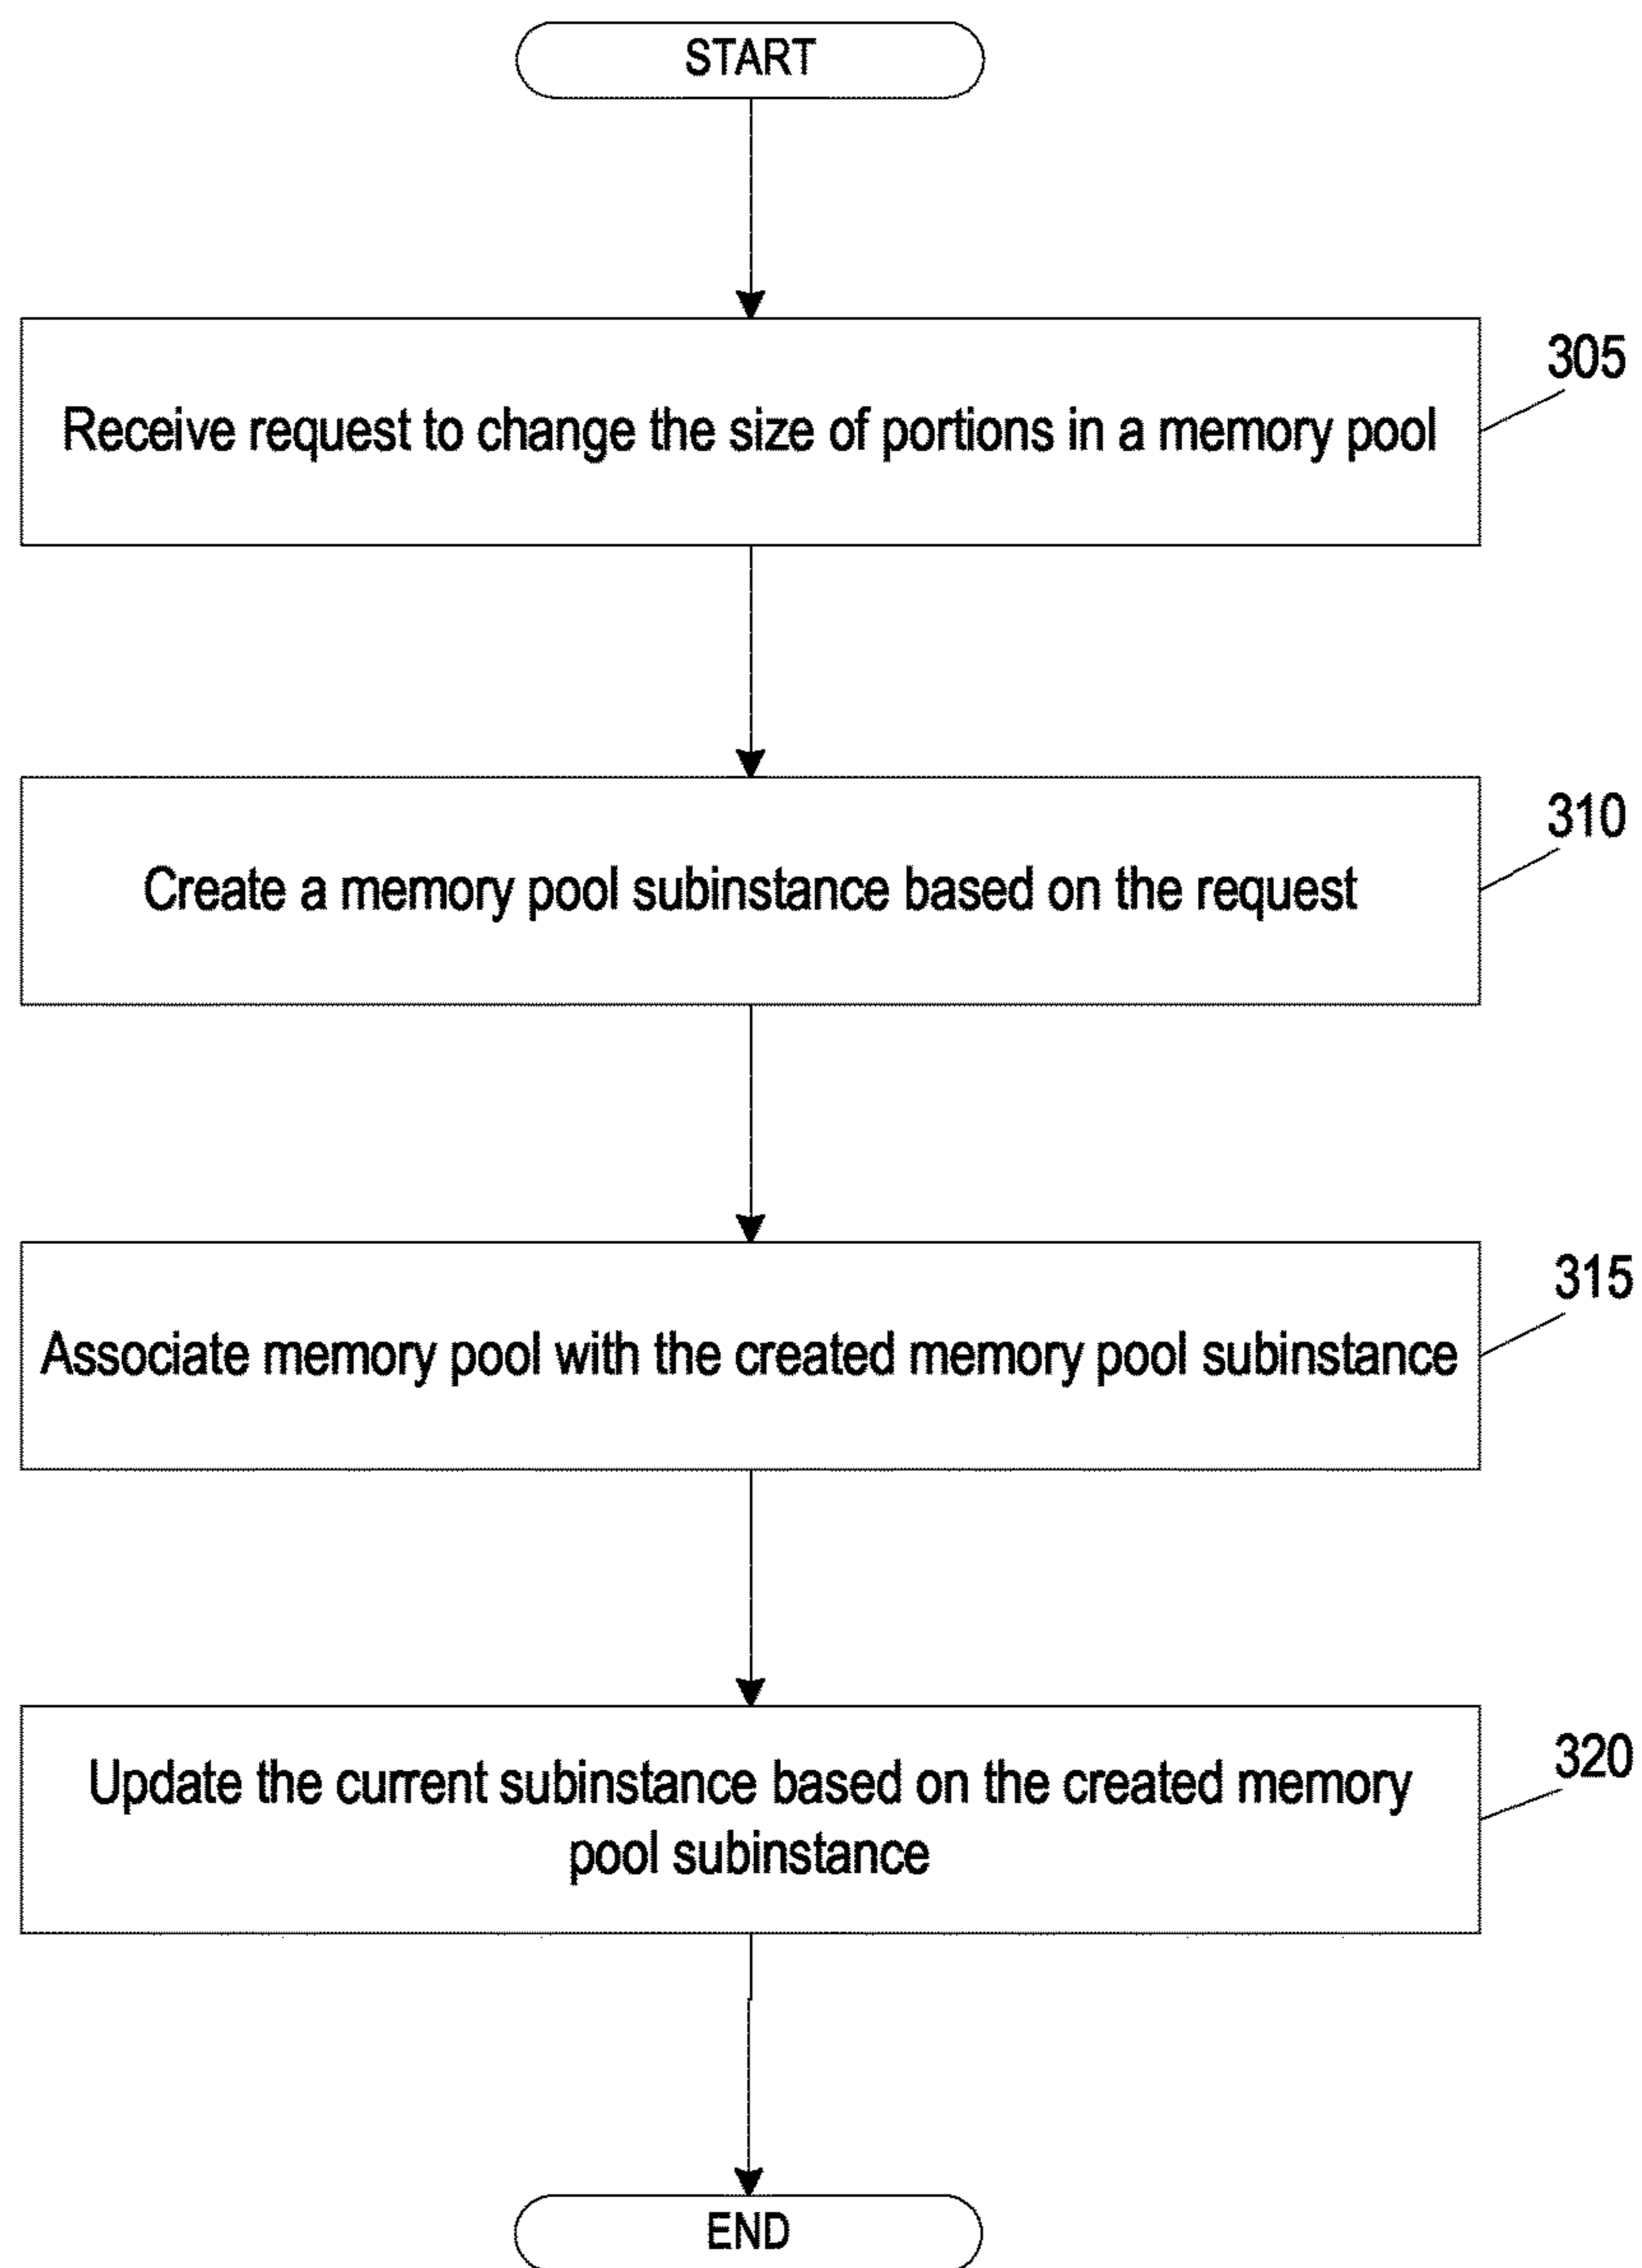 START
305
Receive request to change the size of portions in a memory pool
310
Create a memory pool subinstance based on the request
315
Associate memory pool with the created memory pool subinstance
320
Update the current subinstance based on the created memory
pool subinstance
END